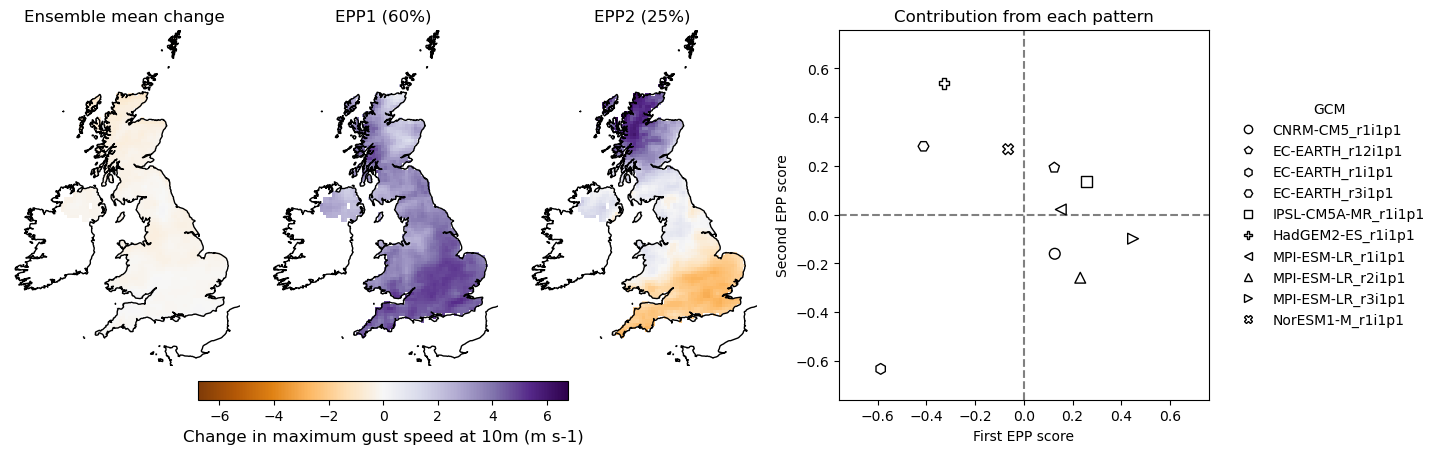 Ensemble mean change
EPP1 (60%)
EPP2 (25%)
−6
−4
−2
0
2
4
6
Change in maximum gust speed at 10m (m s-1)
Contribution from each pattern
Second EPP score
0.6
0.4
0.2
0.0
−0.2
−0.4
−0.6
−0.6
−0.4
−0.2
0.0
0.2
0.4
0.6
First EPP score
GCM
CNRM-CM5_r1i1p1
EC-EARTH_r12i1p1
EC-EARTH_r1i1p1
EC-EARTH_r3i1p1
IPSL-CM5A-MR_r1i1p1
HadGEM2-ES_r1i1p1
MPI-ESM-LR_r1i1p1
MPI-ESM-LR_r2i1p1
MPI-ESM-LR_r3i1p1
NorESM1-M_r1i1p1